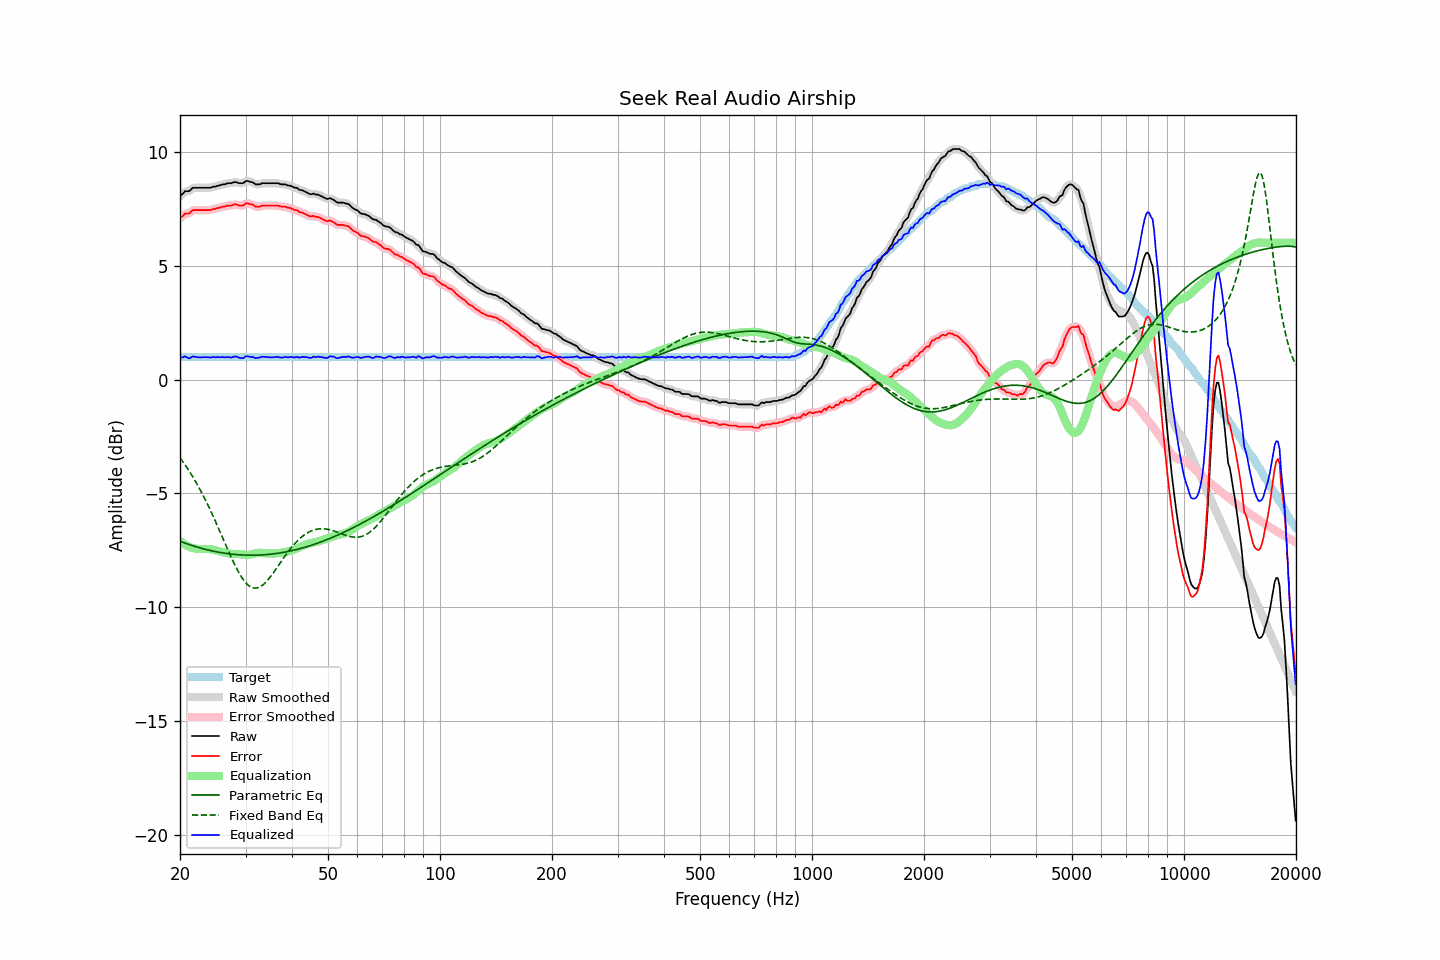 Seek Real Audio Airship
10
5
0
−5
−10
−15
−20
Amplitude (dBr)
Target
Raw Smoothed
Error Smoothed
Raw
Error
Equalization
Parametric Eq
Fixed Band Eq
Equalized
20 50 100 200 500 1000 2000 5000 10000 20000
Frequency (Hz)